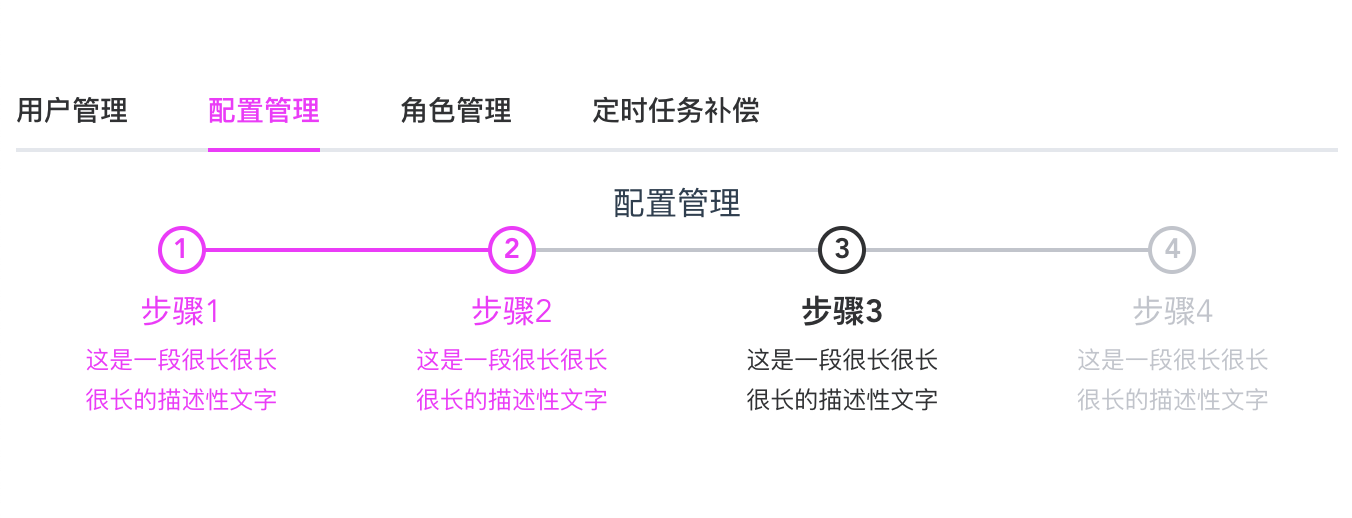 用户管理 配置管理 角色管理 定时任务补偿
配置管理
1 2 3 4
步骤1 步骤2 步骤3 步骤4
这是一段很长很长 这是一段很长很长 这是一段很长很长 这是一段很长很长
很长的描述性文字 很长的描述性文字 很长的描述性文字 很长的描述性文字